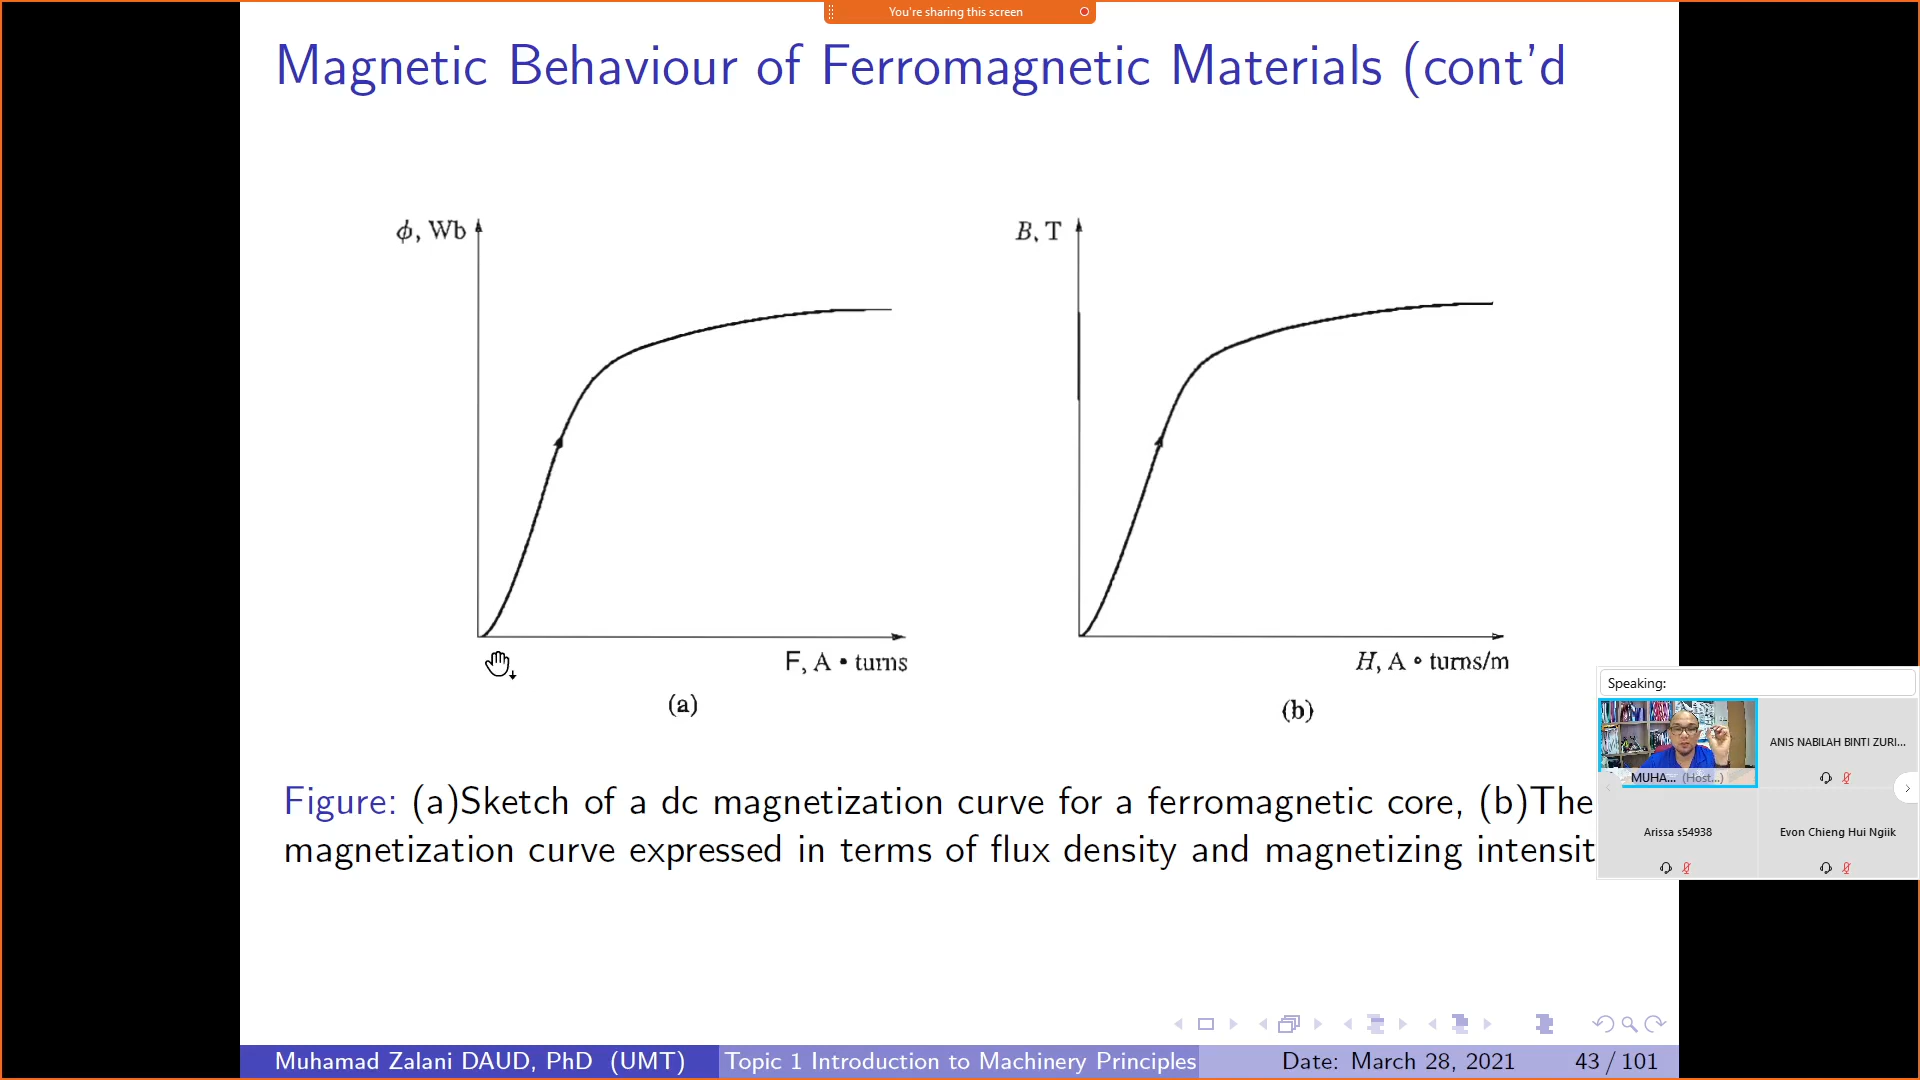 You're sharing this screen
Magnetic Behaviour of Ferromagnetic Materials (cont'd
ϕ, Wb
B, T
F, A • turns
H, A • turns/m
(a)
(b)
Speaking:
MUHA... (Host...)
ANIS NABILAH BINTI ZURI...
Arissa s54938
Evon Chieng Hui Ngiik
Figure: (a)Sketch of a dc magnetization curve for a ferromagnetic core, (b)The
magnetization curve expressed in terms of flux density and magnetizing intensit
Muhamad Zalani DAUD, PhD (UMT)
Topic 1 Introduction to Machinery Principles
Date: March 28, 2021
43 / 101